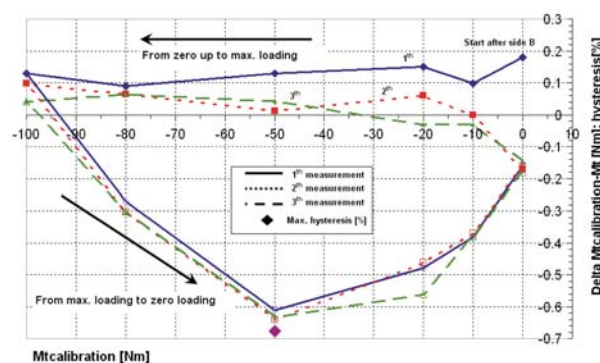 From zero up to max. loading
Start after side B
1th
2th
3th
0.3
0.2
0.1
0
-0.1
-0.2
-0.3
-0.4
-0.5
-0.6
-0.7
-100
-80
-60
-40
-20
0
10
1th measurement
2th measurement
3th measurement
Max. hysteresis [%]
From max. loading to zero loading
Mtcalibration [Nm]
Delta Mtcalibration-Mt [Nm]; hysteresis[%]
-90
-70
-50
-30
-10